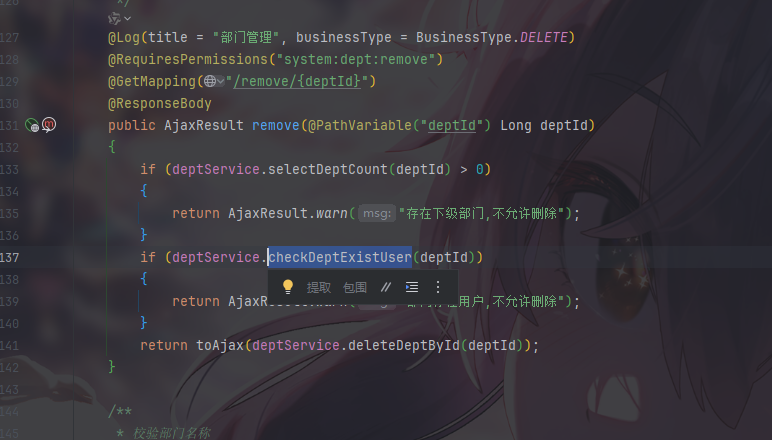 126 */
127 @Log(title = "部门管理", businessType = BusinessType.DELETE)
128 @RequiresPermissions("system:dept:remove")
129 @GetMapping("/remove/{deptId}")
130 @ResponseBody
131 public AjaxResult remove(@PathVariable("deptId") Long deptId)
132 {
133 if (deptService.selectDeptCount(deptId) > 0)
134 {
135 return AjaxResult.warn( msg: "存在下级部门,不允许删除");
136 }
137 if (deptService.checkDeptExistUser(deptId))
138 {
提取 包围 //
139 return AjaxRe 用户,不允许删除");
140 }
141 return toAjax(deptService.deleteDeptById(deptId));
142 }
143
144 /**
145 * 校验部门名称